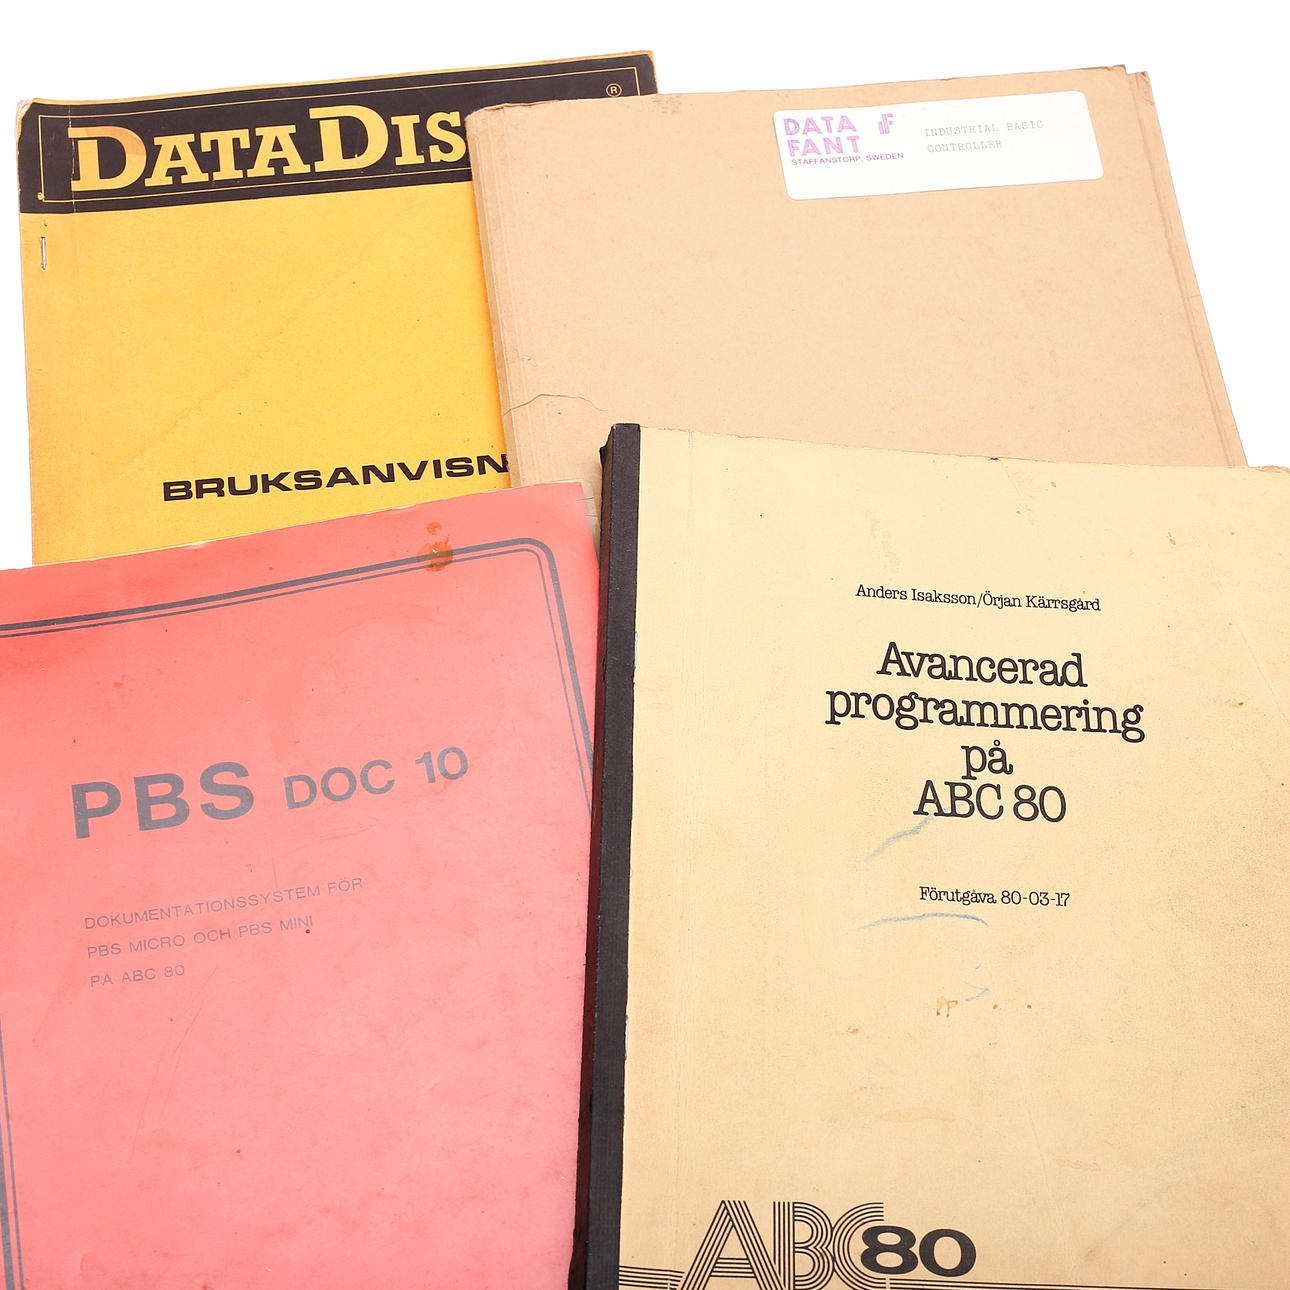 DATADIS
®
BRUKSANVISN
DATA
FANT
STAFFANSTORP, SWEDEN
INDUSTRIAL BASIC
CONTROLLER
PBS DOC 10
DOKUMENTATIONSSYSTEM FÖR
PBS MICRO OCH PBS MINI
PÅ ABC 80
Anders Isaksson/Örjan Kärrsgård
Avancerad
programmering
på
ABC 80
Förutgåva 80-03-17
ABC80